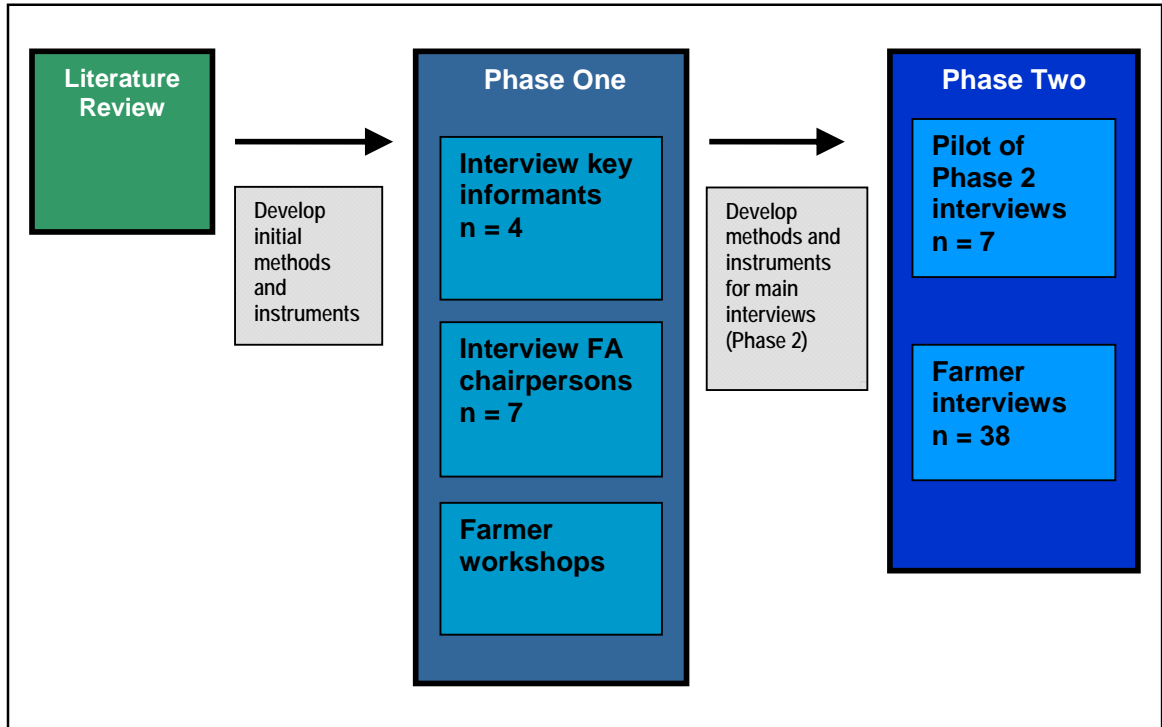 Literature
Review
Develop
initial
methods
and
instruments
Phase One
Interview key
informants
n = 4
Interview FA
chairpersons
n = 7
Farmer
workshops
Develop
methods and
instruments
for main
interviews
(Phase 2)
Phase Two
Pilot of
Phase 2
interviews
n = 7
Farmer
interviews
n = 38